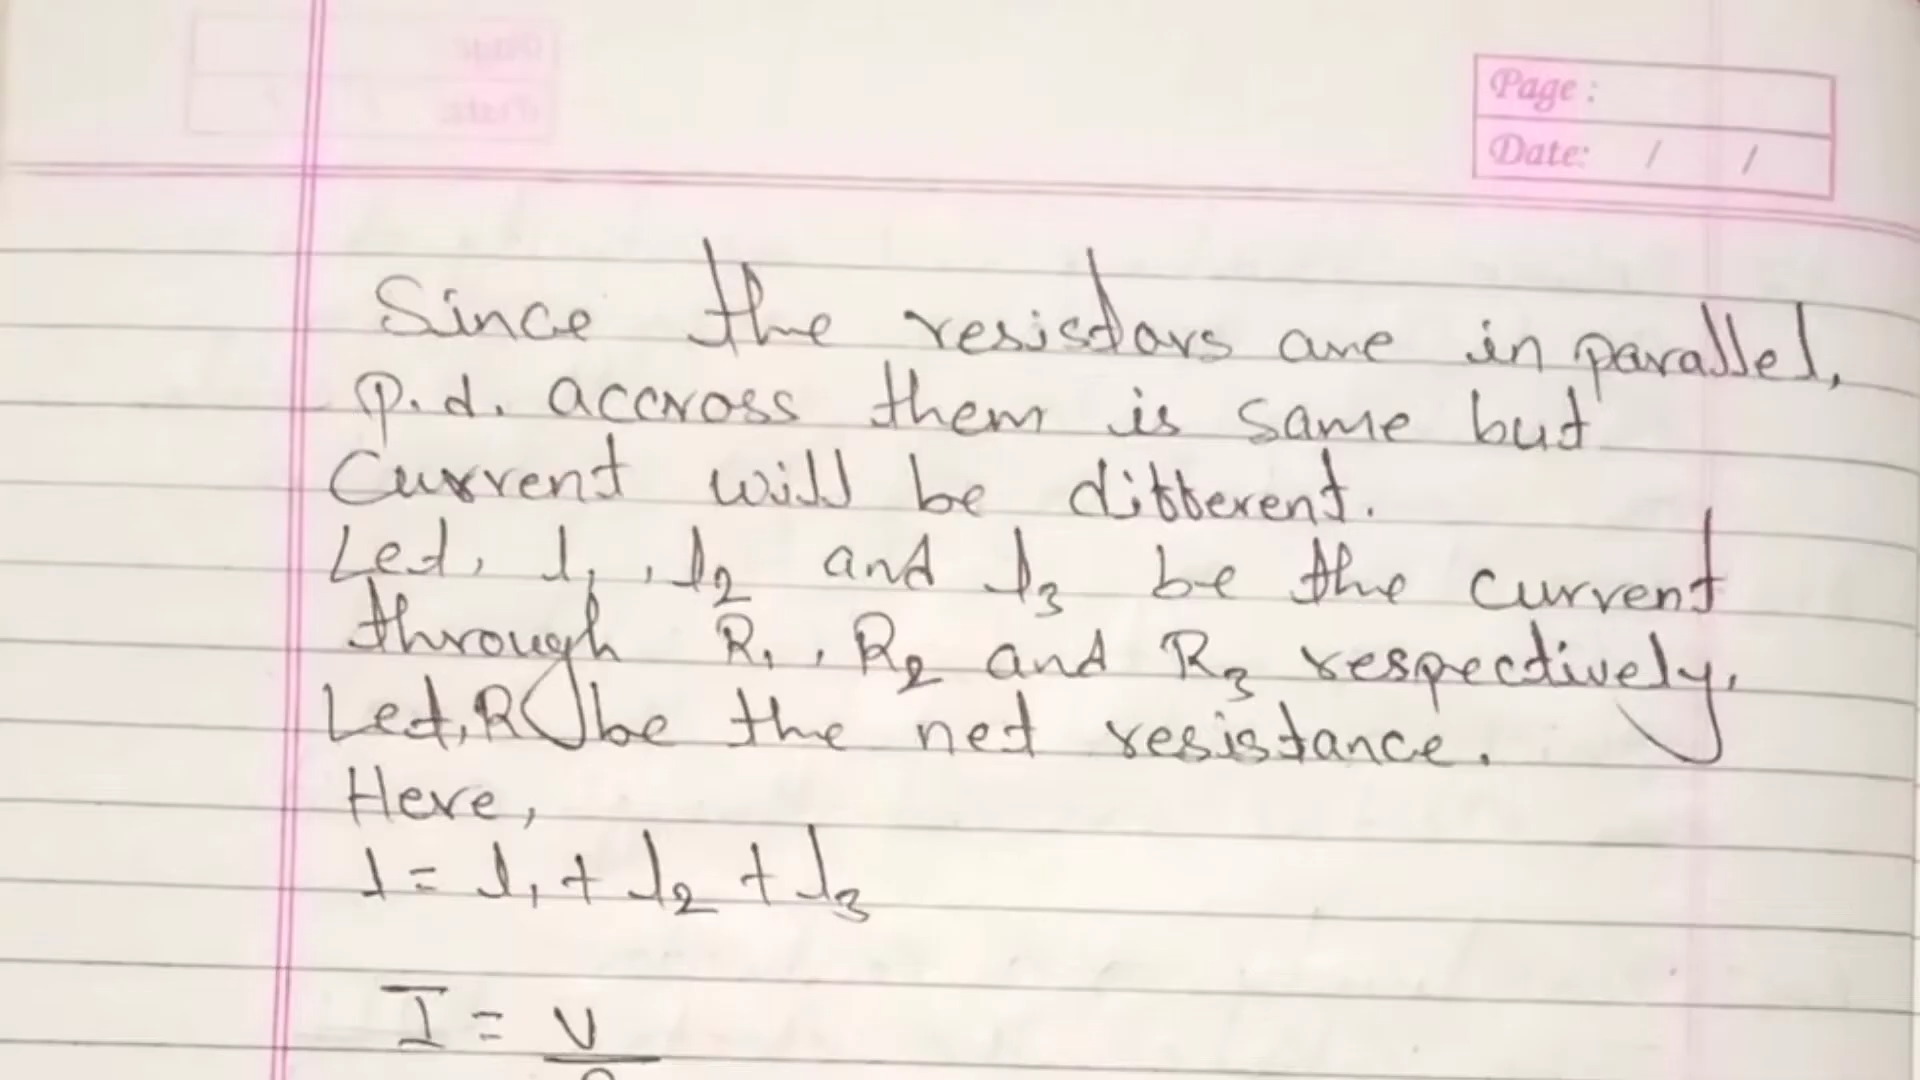 Page :
Date: / /
Since the resistors are in parallel,
p.d. accross them is same but
Current will be different.
Let, I₁, I₂ and I₃ be the current
through R₁, R₂ and R₃ respectively.
Let, R be the net resistance.
Here,
I = I₁ + I₂ + I₃
I = V